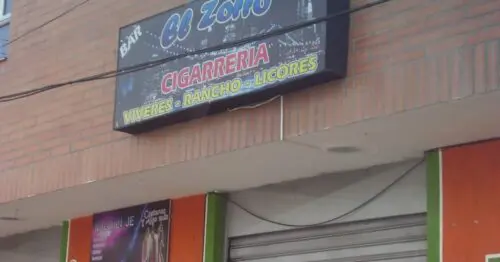 BAR
El Zorro
CIGARRERIA
VIVERES - RANCHO - LICORES